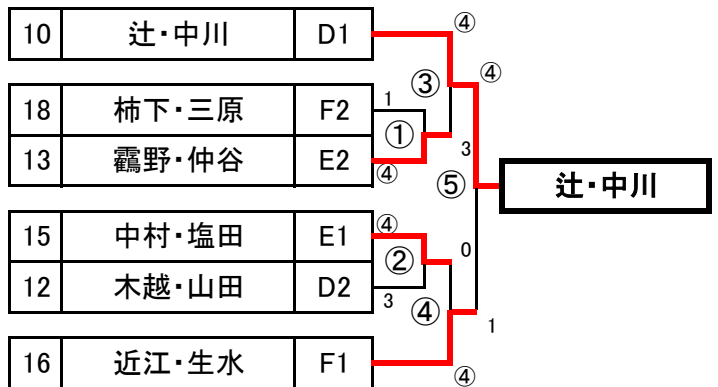 10 辻・中川 D1 ④
④
③
18 柿下・三原 F2 1
①
13 靍野・仲谷 E2 ④
3
⑤ 辻・中川
15 中村・塩田 E1 ④
0
②
12 木越・山田 D2 3
④
1
16 近江・生水 F1 ④